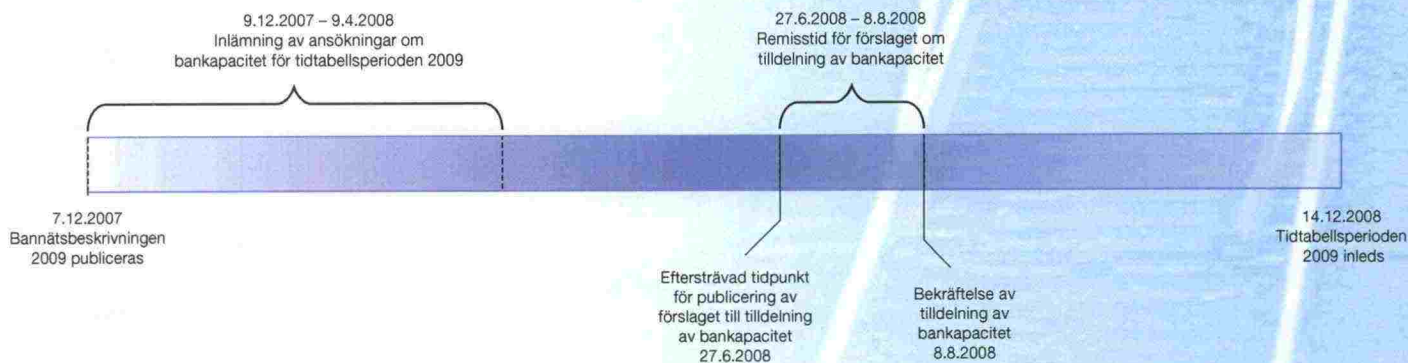 9.12.2007 – 9.4.2008
Inlämning av ansökningar om
bankapacitet för tidtabellsperioden 2009
27.6.2008 – 8.8.2008
Remisstid för förslaget om
tilldelning av bankapacitet
7.12.2007
Bannätsbeskrivningen
2009 publiceras
Eftersträvad tidpunkt
för publicering av
förslaget till tilldelning
av bankapacitet
27.6.2008
Bekräftelse av
tilldelning av
bankapacitet
8.8.2008
14.12.2008
Tidtabellsperioden
2009 inleds